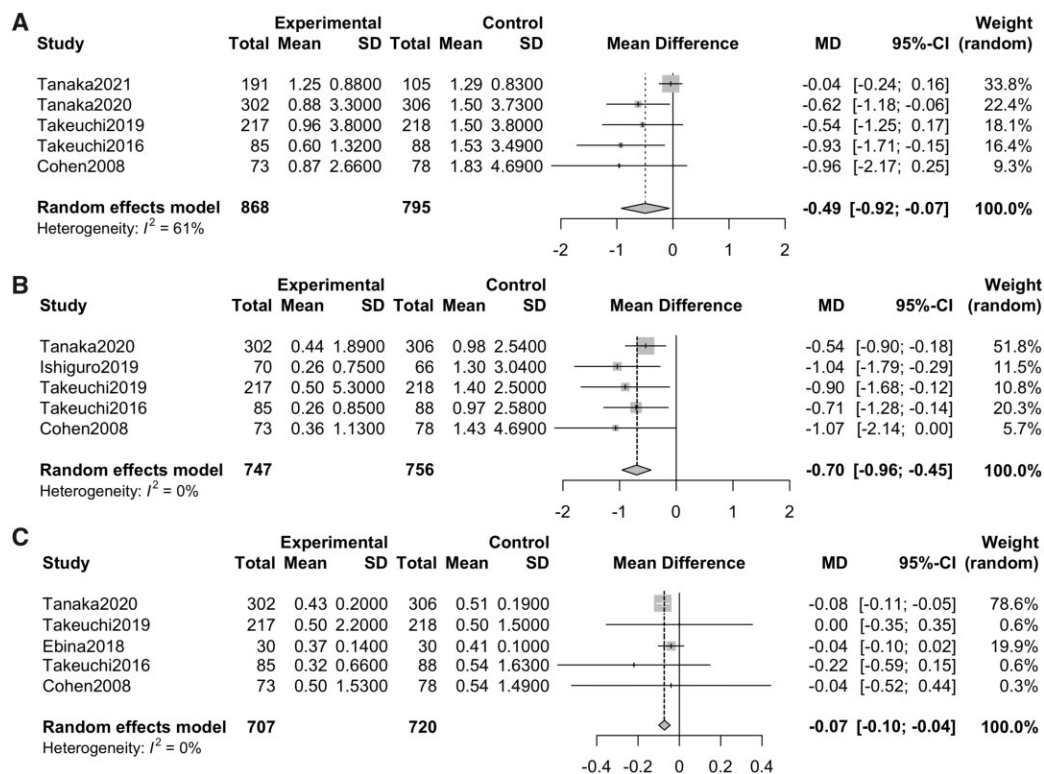 A
Experimental Control Weight
Study Total Mean SD Total Mean SD Mean Difference MD 95%-CI (random)
Tanaka2021 191 1.25 0.8800 105 1.29 0.8300 -0.04 [-0.24; 0.16] 33.8%
Tanaka2020 302 0.88 3.3000 306 1.50 3.7300 -0.62 [-1.18; -0.06] 22.4%
Takeuchi2019 217 0.96 3.8000 218 1.50 3.8000 -0.54 [-1.25; 0.17] 18.1%
Takeuchi2016 85 0.60 1.3200 88 1.53 3.4900 -0.93 [-1.71; -0.15] 16.4%
Cohen2008 73 0.87 2.6600 78 1.83 4.6900 -0.96 [-2.17; 0.25] 9.3%
Random effects model 868 795 -0.49 [-0.92; -0.07] 100.0%
Heterogeneity: I² = 61%
-2 -1 0 1 2
B
Experimental Control Weight
Study Total Mean SD Total Mean SD Mean Difference MD 95%-CI (random)
Tanaka2020 302 0.44 1.8900 306 0.98 2.5400 -0.54 [-0.90; -0.18] 51.8%
Ishiguro2019 70 0.26 0.7500 66 1.30 3.0400 -1.04 [-1.79; -0.29] 11.5%
Takeuchi2019 217 0.50 5.3000 218 1.40 2.5000 -0.90 [-1.68; -0.12] 10.8%
Takeuchi2016 85 0.26 0.8500 88 0.97 2.5800 -0.71 [-1.28; -0.14] 20.3%
Cohen2008 73 0.36 1.1300 78 1.43 4.6900 -1.07 [-2.14; 0.00] 5.7%
Random effects model 747 756 -0.70 [-0.96; -0.45] 100.0%
Heterogeneity: I² = 0%
-2 -1 0 1 2
C
Experimental Control Weight
Study Total Mean SD Total Mean SD Mean Difference MD 95%-CI (random)
Tanaka2020 302 0.43 0.2000 306 0.51 0.1900 -0.08 [-0.11; -0.05] 78.6%
Takeuchi2019 217 0.50 2.2000 218 0.50 1.5000 0.00 [-0.35; 0.35] 0.6%
Ebina2018 30 0.37 0.1400 30 0.41 0.1000 -0.04 [-0.10; 0.02] 19.9%
Takeuchi2016 85 0.32 0.6600 88 0.54 1.6300 -0.22 [-0.59; 0.15] 0.6%
Cohen2008 73 0.50 1.5300 78 0.54 1.4900 -0.04 [-0.52; 0.44] 0.3%
Random effects model 707 720 -0.07 [-0.10; -0.04] 100.0%
Heterogeneity: I² = 0%
-0.4 -0.2 0 0.2 0.4